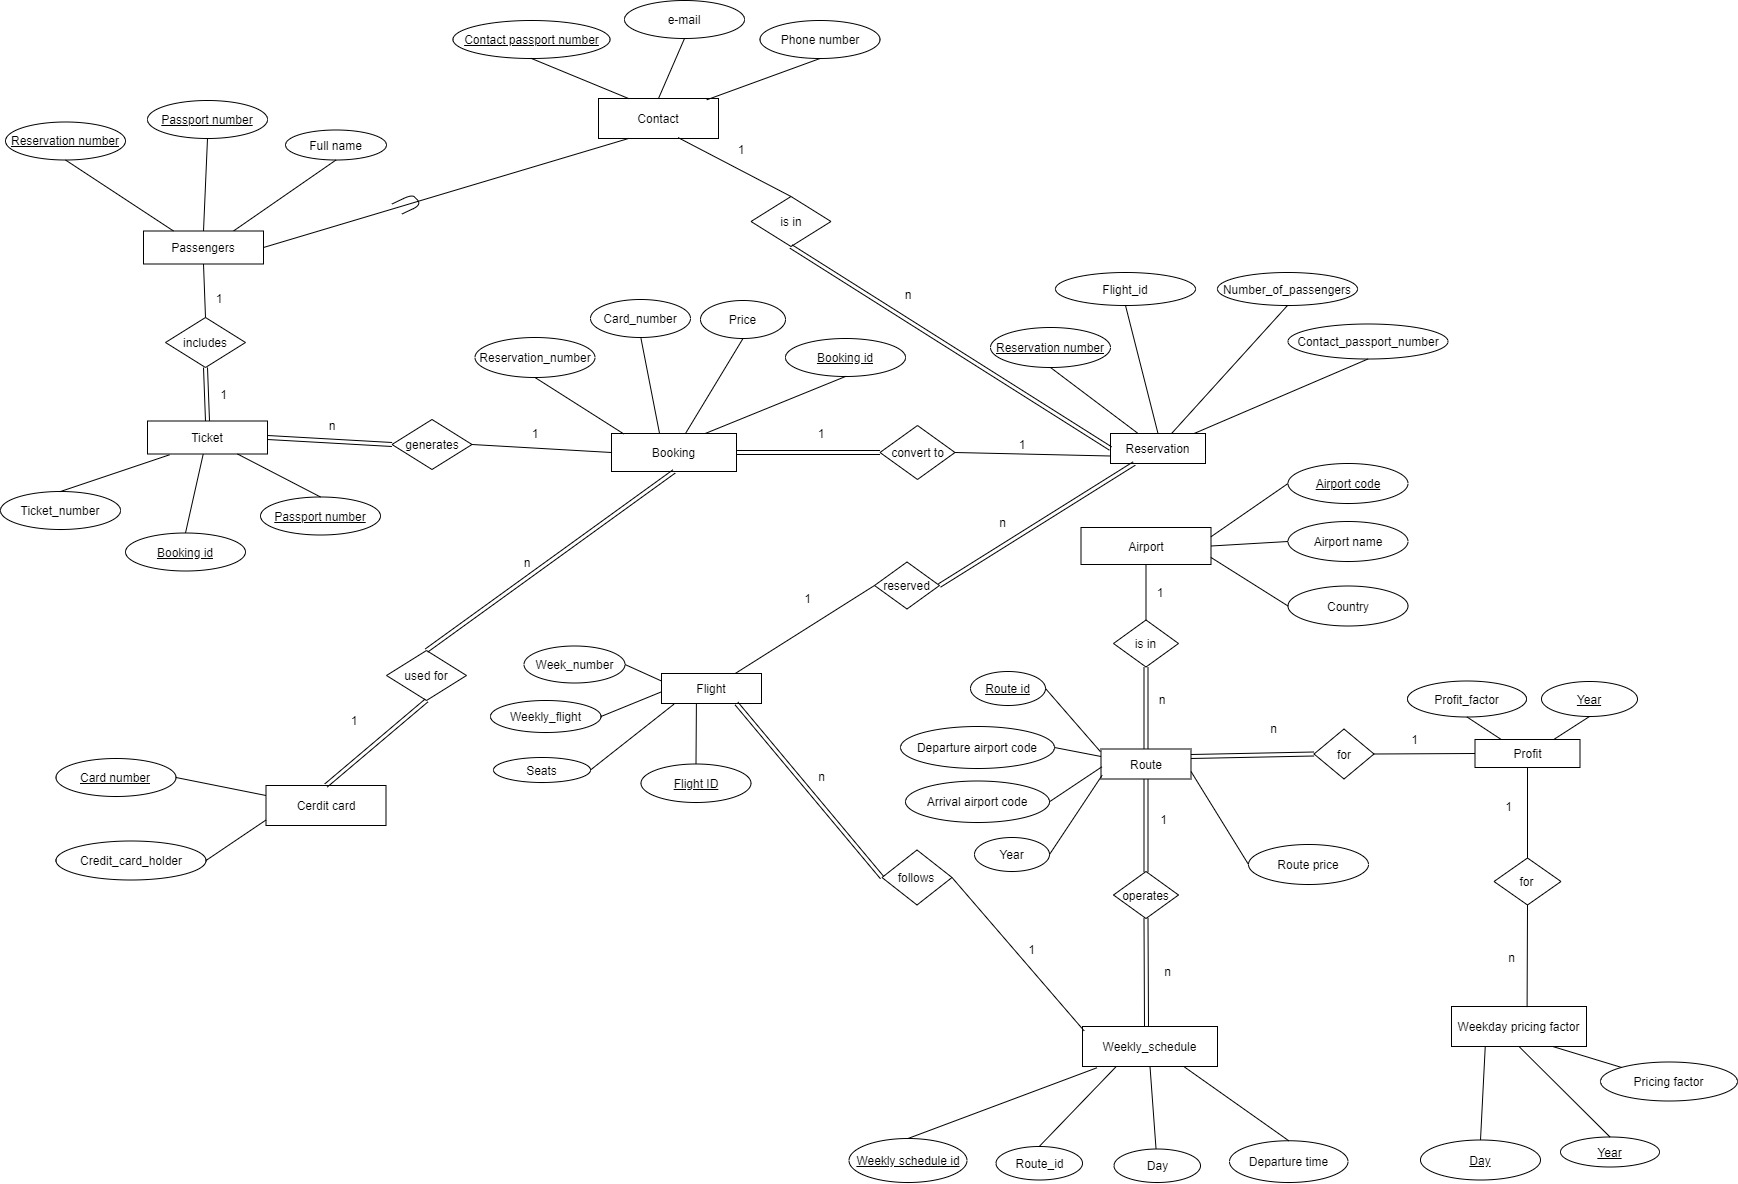 e-mail
Contact passport number
Phone number
Contact
Passport number
Reservation number
Full name
1
is in
Passengers
1
n
Flight_id
Number_of_passengers
Card_number
Price
includes
Reservation number
Contact_passport_number
Reservation_number
Booking id
1
n
1
1
1
Ticket
generates
Booking
convert to
Reservation
Airport code
Ticket_number
Passport number
Booking id
n
Airport name
Airport
n
reserved
1
1
Country
is in
Week_number
used for
Route id
Flight
n
Profit_factor
Year
Weekly_flight
1
n
1
Departure airport code
for
Profit
Route
Seats
Card number
n
Flight ID
Arrival airport code
Cerdit card
1
1
Year
Route price
Credit_card_holder
follows
operates
for
1
n
n
Weekday pricing factor
Weekly_schedule
Pricing factor
Weekly schedule id
Route_id
Day
Departure time
Day
Year